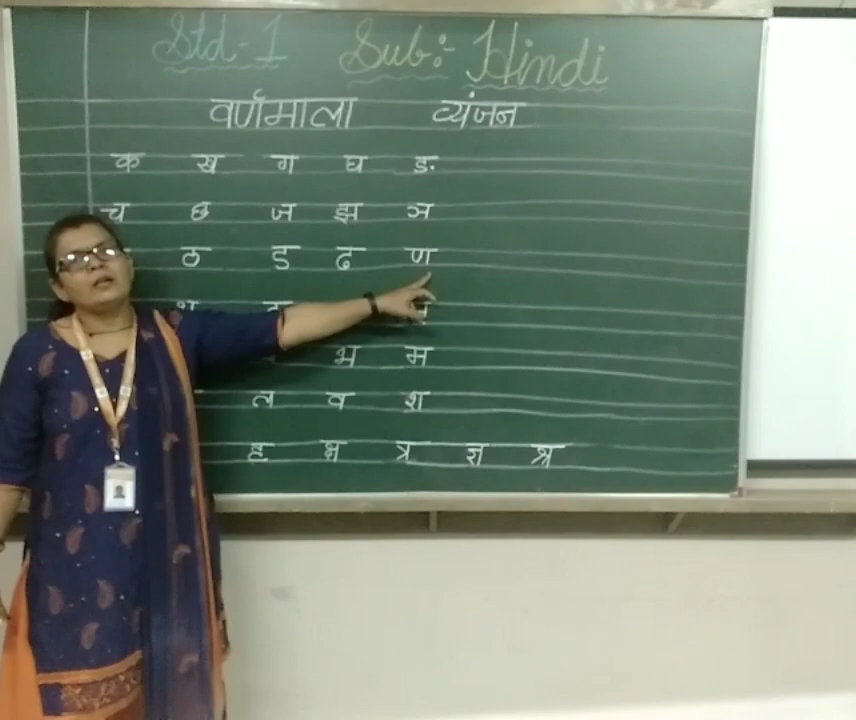 Std-1 Sub:- Hindi
वर्णमाला व्यंजन
क ख ग घ ङ
च छ ज झ ञ
ठ ड ढ ण
भ म
ल व श
ह क्ष त्र ज्ञ श्र